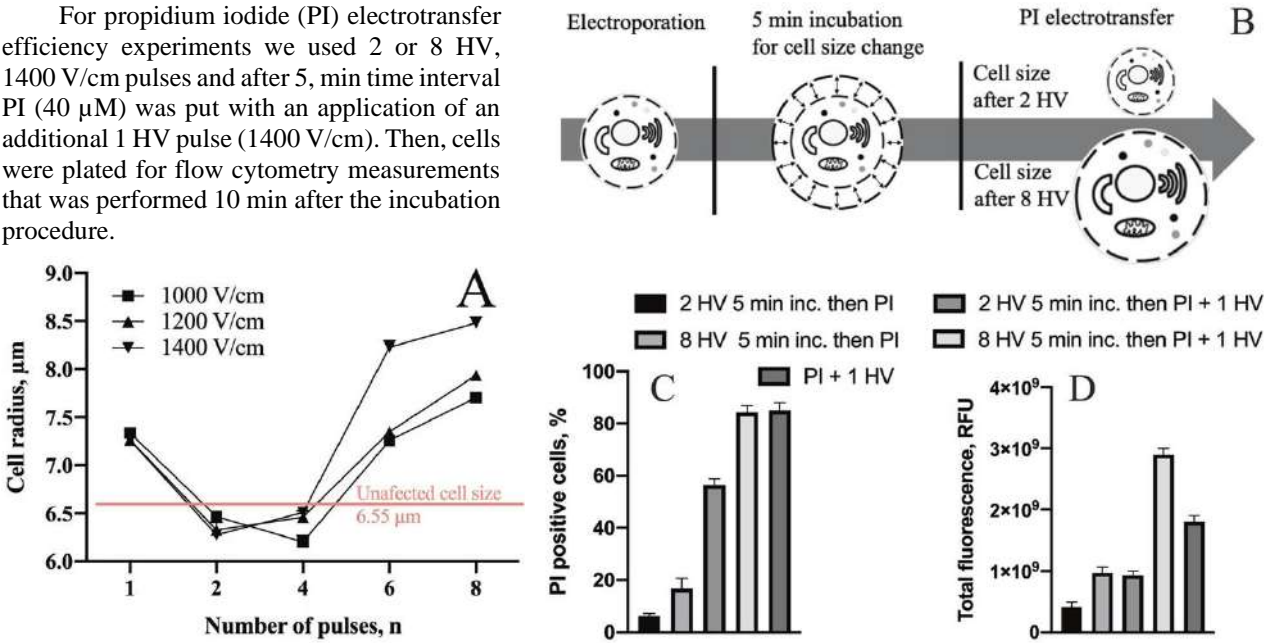 For propidium iodide (PI) electrotransfer
efficiency experiments we used 2 or 8 HV,
1400 V/cm pulses and after 5, min time interval
PI (40 µM) was put with an application of an
additional 1 HV pulse (1400 V/cm). Then, cells
were plated for flow cytometry measurements
that was performed 10 min after the incubation
procedure.
Electroporation
5 min incubation
for cell size change
PI electrotransfer
B
Cell size
after 2 HV
Cell size
after 8 HV
A
1000 V/cm
1200 V/cm
1400 V/cm
Cell radius, µm
9.0
8.5
8.0
7.5
7.0
6.5
6.0
Unafected cell size
6.55 µm
1 2 4 6 8
Number of pulses, n
2 HV 5 min inc. then PI
2 HV 5 min inc. then PI + 1 HV
8 HV 5 min inc. then PI
8 HV 5 min inc. then PI + 1 HV
PI + 1 HV
C
PI positive cells, %
100
80
60
40
20
0
D
Total fluorescence, RFU
4×10⁹
3×10⁹
2×10⁹
1×10⁹
0